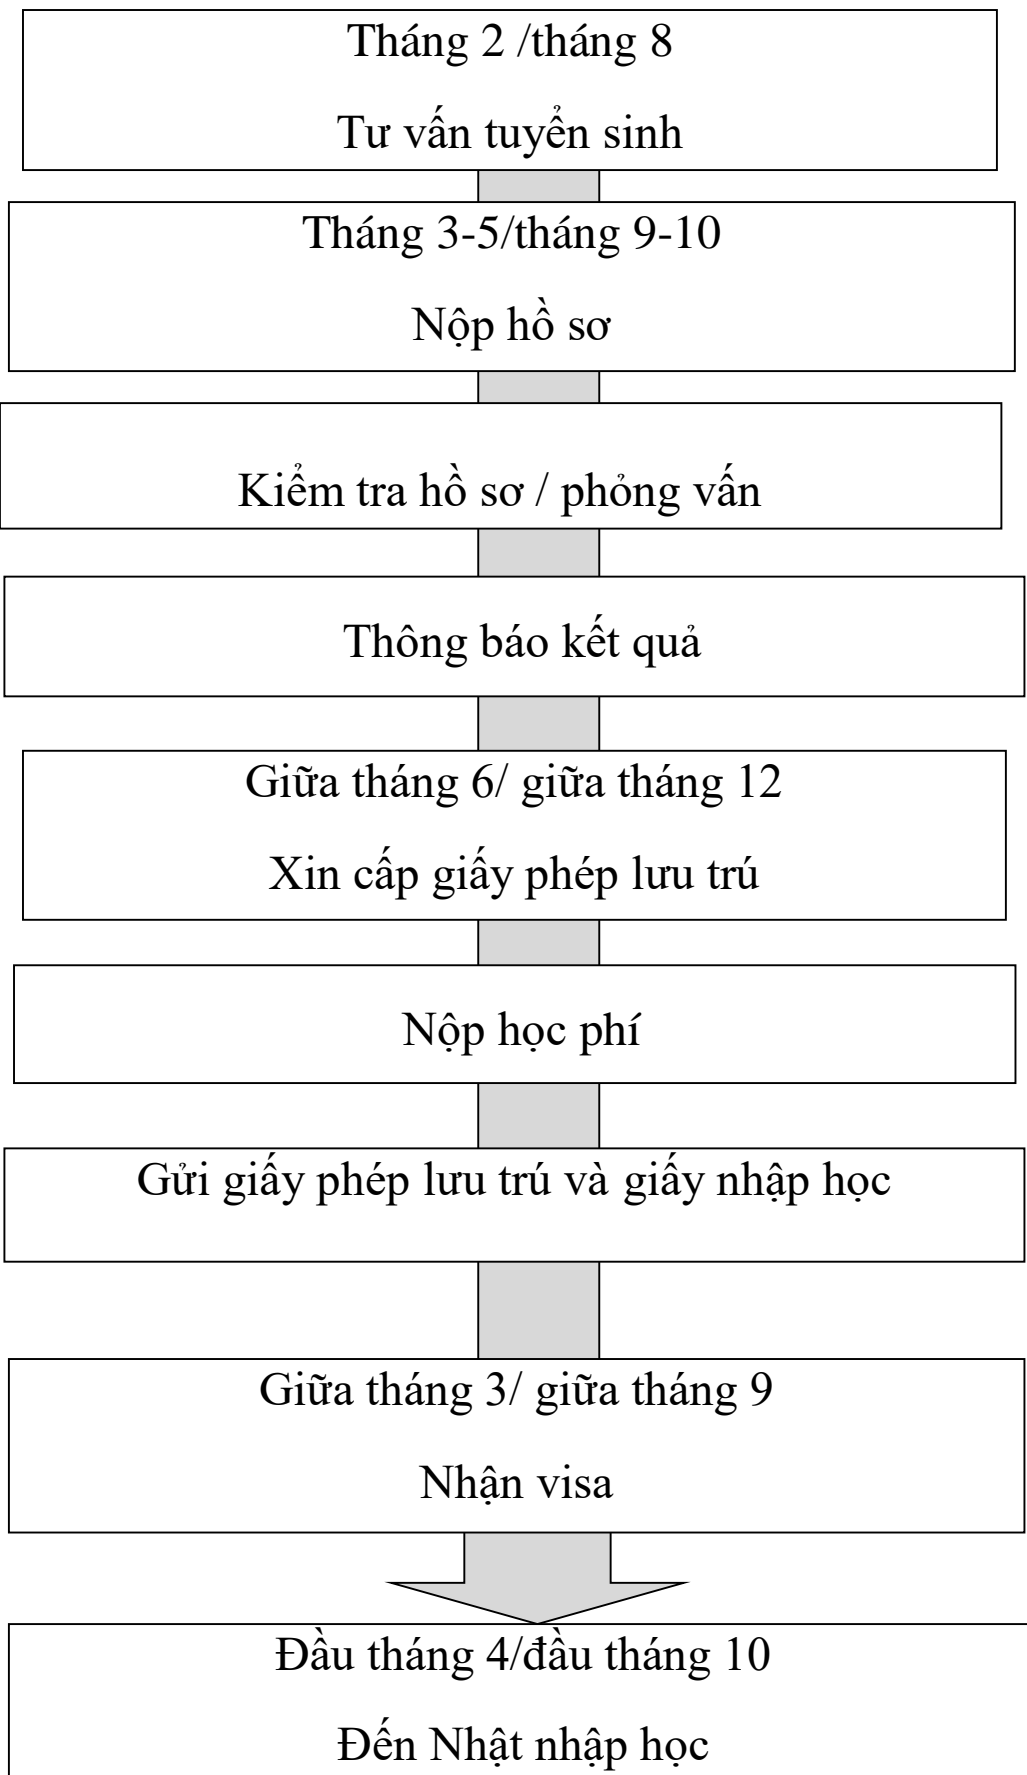 Tháng 2 /tháng 8
Tư vấn tuyển sinh
Tháng 3-5/tháng 9-10
Nộp hồ sơ
Kiểm tra hồ sơ / phỏng vấn
Thông báo kết quả
Giữa tháng 6/ giữa tháng 12
Xin cấp giấy phép lưu trú
Nộp học phí
Gửi giấy phép lưu trú và giấy nhập học
Giữa tháng 3/ giữa tháng 9
Nhận visa
Đầu tháng 4/đầu tháng 10
Đến Nhật nhập học